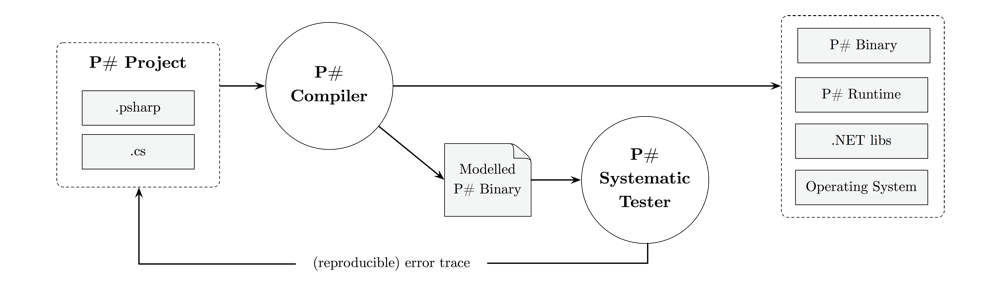 P# Project
.psharp
.cs
P#
Compiler
Modelled
P# Binary
P#
Systematic
Tester
P# Binary
P# Runtime
.NET libs
Operating System
(reproducible) error trace